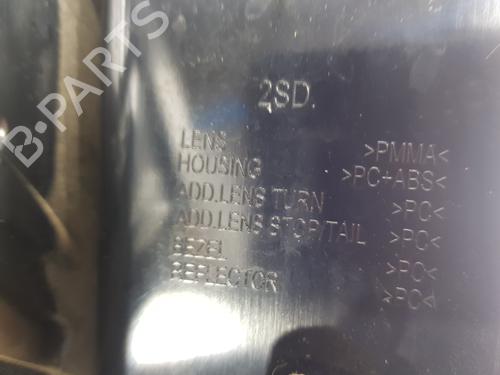 B-PARTS
2SD.
LENS >PMMA<
HOUSING >PC+ABS<
ADD.LENS TURN >PC<
ADD.LENS STOP/TAIL >PC<
BEZEL >PC<
REFLECTOR >PC<